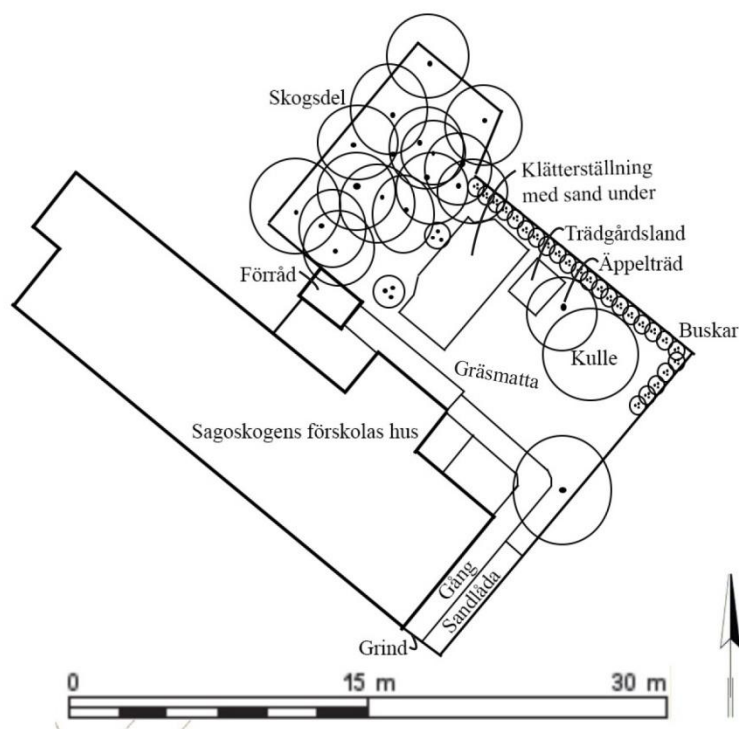 Skogsdel
Klätterställning
med sand under
Trädgårdsland
Äppelträd
Förråd
Buskar
Kulle
Gräsmatta
Sagoskogens förskolas hus
Gång
Sandlåda
Grind
0 15 m 30 m